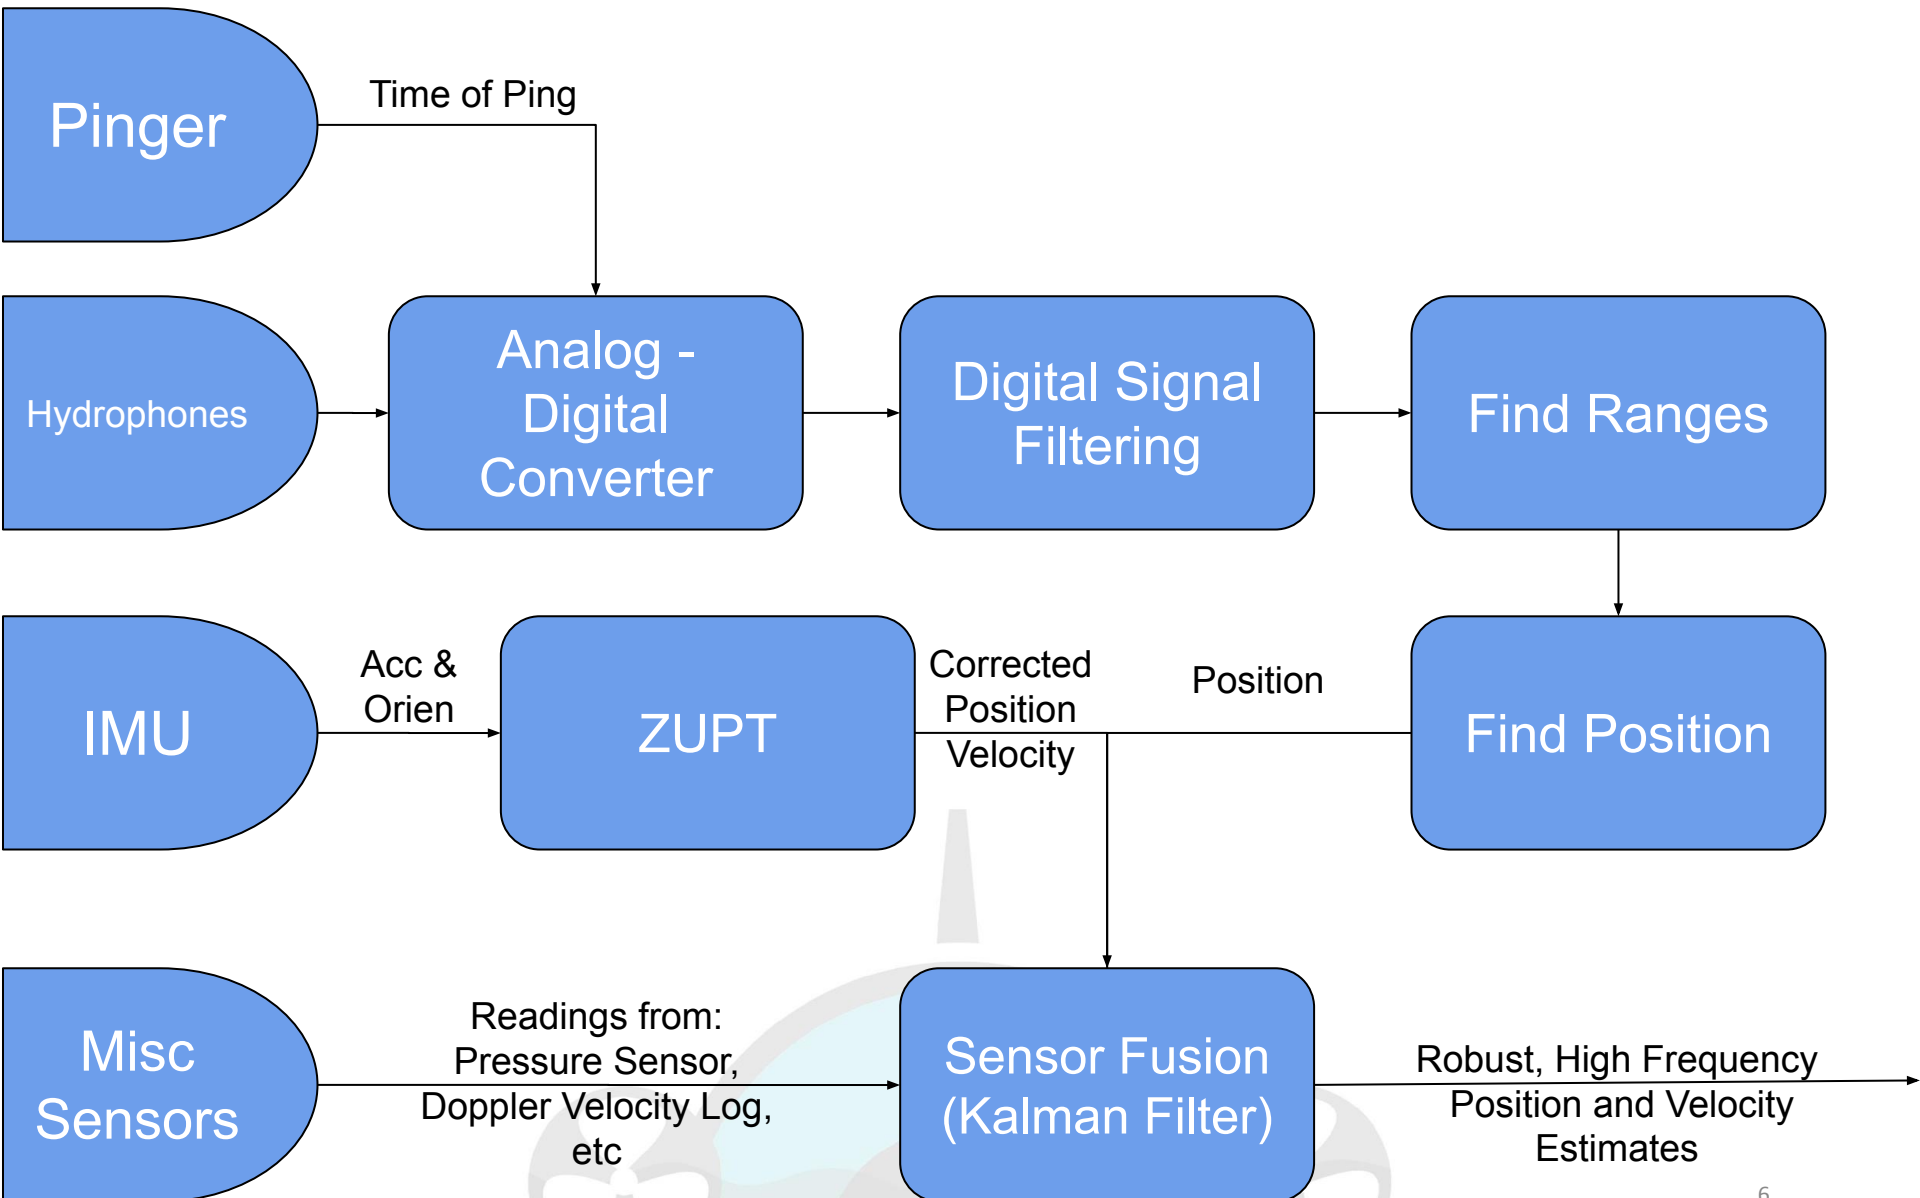 Pinger
Time of Ping
Hydrophones
Analog -
Digital
Converter
Digital Signal
Filtering
Find Ranges
IMU
Acc &
Orien
ZUPT
Corrected
Position
Velocity
Position
Find Position
Misc
Sensors
Readings from:
Pressure Sensor,
Doppler Velocity Log,
etc
Sensor Fusion
(Kalman Filter)
Robust, High Frequency
Position and Velocity
Estimates
6